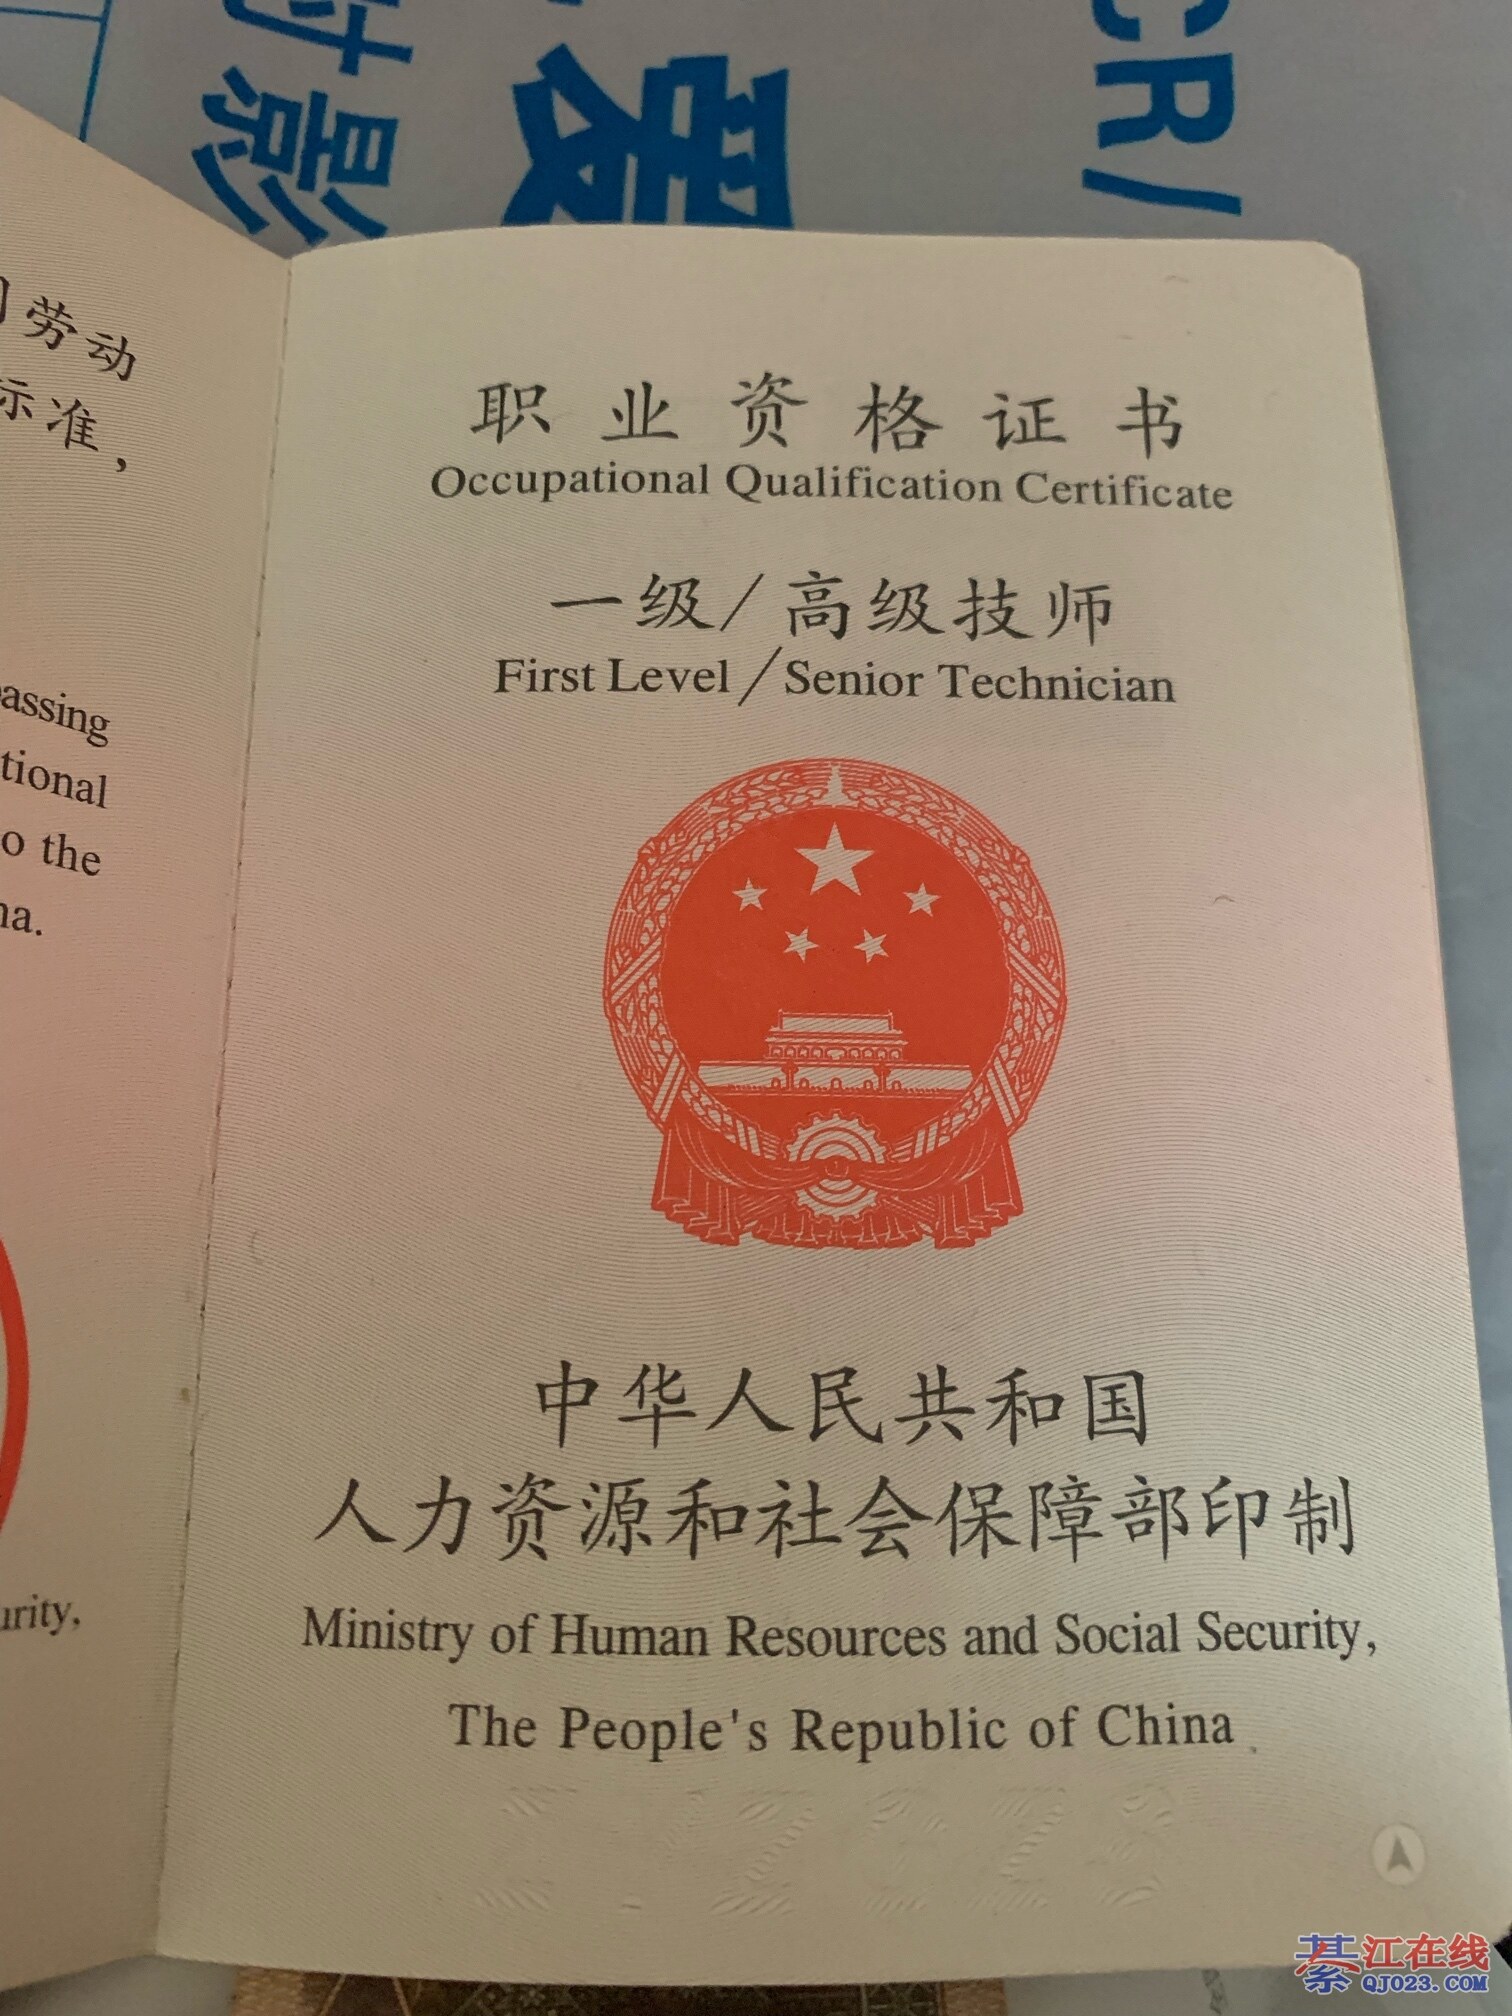 射影
CR/
劳动
标准，
assing
tional
o the
na.
urity,
职业资格证书
Occupational Qualification Certificate
一级/高级技师
First Level/Senior Technician
中华人民共和国
人力资源和社会保障部印制
Ministry of Human Resources and Social Security,
The People's Republic of China
綦江在线
QJ023.COM